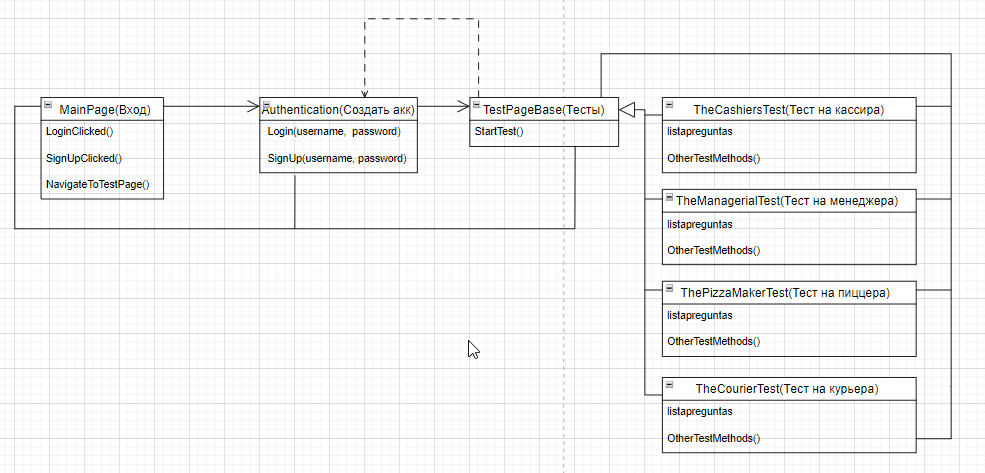 MainPage(Вход)
LoginClicked()
SignUpClicked()
NavigateToTestPage()
Authentication(Создать акк)
Login(username, password)
SignUp(username, password)
TestPageBase(Тесты)
StartTest()
TheCashiersTest(Тест на кассира)
listapreguntas
OtherTestMethods()
TheManagerialTest(Тест на менеджера)
listapreguntas
OtherTestMethods()
ThePizzaMakerTest(Тест на пиццера)
listapreguntas
OtherTestMethods()
TheCourierTest(Тест на курьера)
listapreguntas
OtherTestMethods()